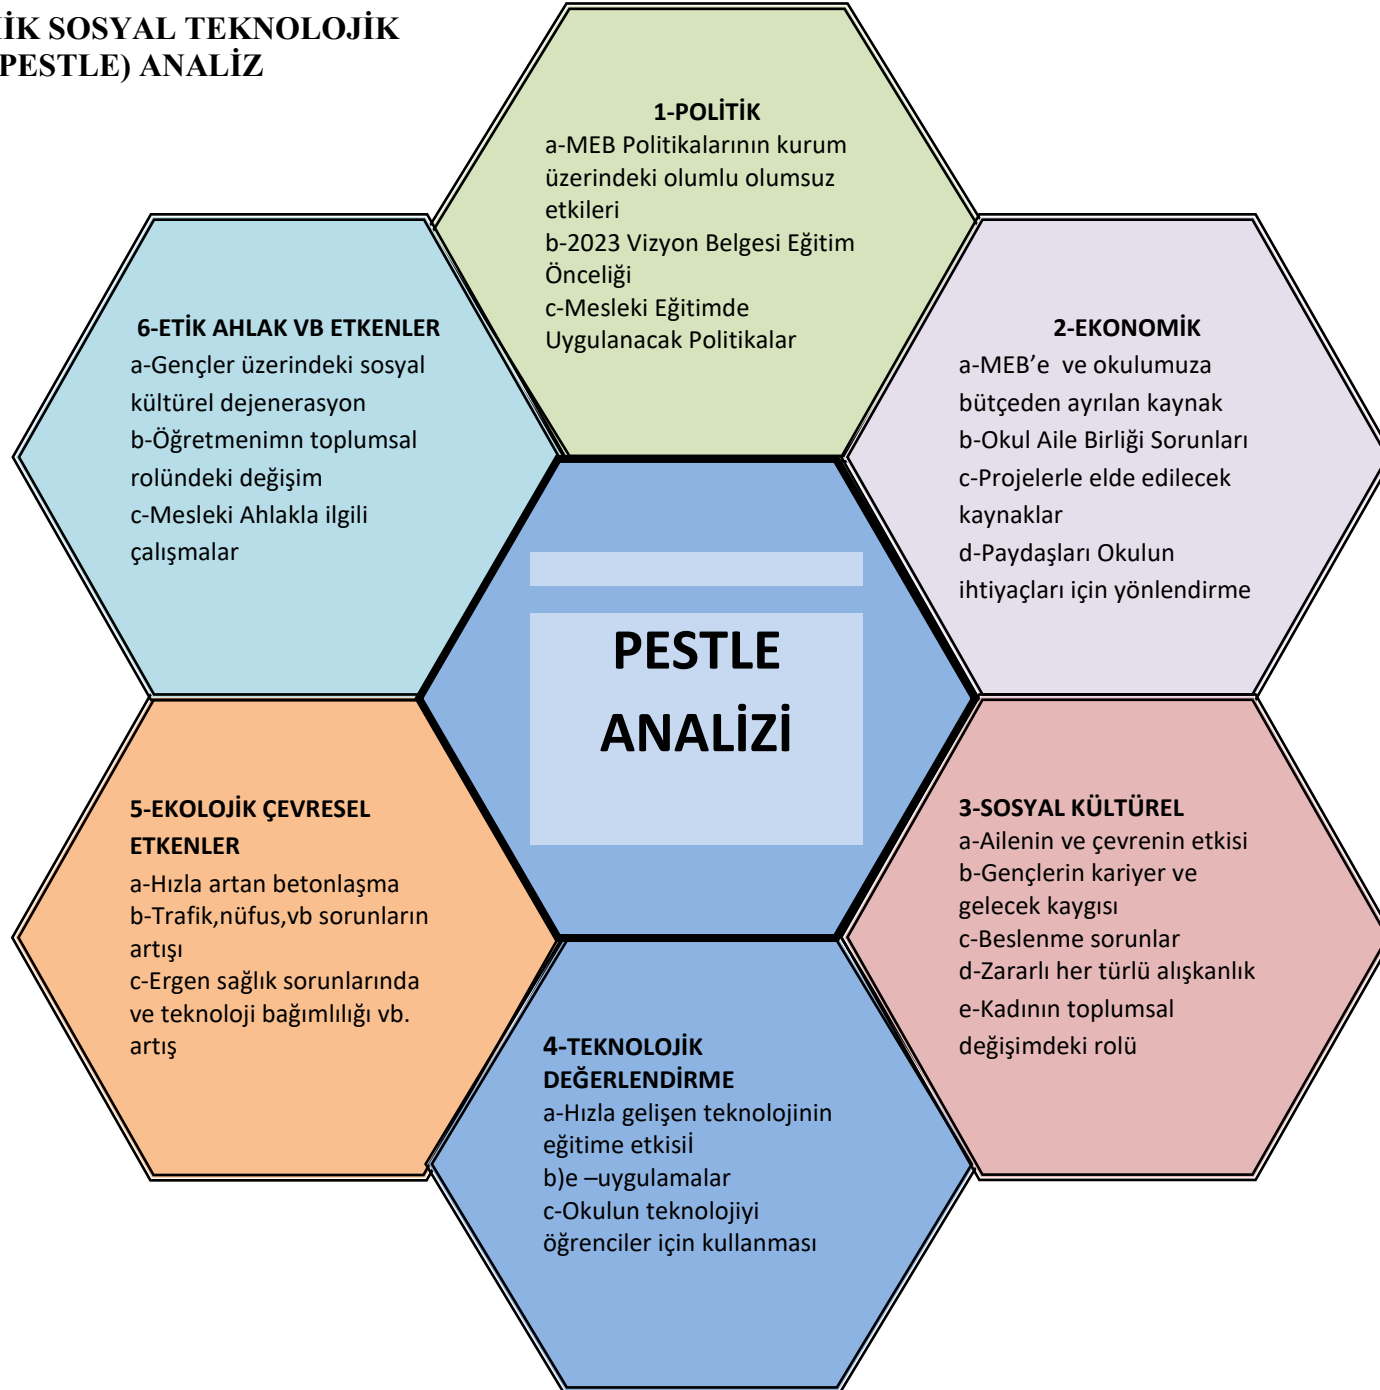 SOSYAL TEKNOLOJİK
PESTLE) ANALİZ
1-POLİTİK
a-MEB Politikalarının kurum
üzerindeki olumlu olumsuz
etkileri
b-2023 Vizyon Belgesi Eğitim
Önceliği
c-Mesleki Eğitimde
Uygulanacak Politikalar
2-EKONOMİK
a-MEB’e ve okulumuza
bütçeden ayrılan kaynak
b-Okul Aile Birliği Sorunları
c-Projelerle elde edilecek
kaynaklar
d-Paydaşları Okulun
ihtiyaçları için yönlendirme
3-SOSYAL KÜLTÜREL
a-Ailenin ve çevrenin etkisi
b-Gençlerin kariyer ve
gelecek kaygısı
c-Beslenme sorunlar
d-Zararlı her türlü alışkanlık
e-Kadının toplumsal
değişimdeki rolü
4-TEKNOLOJİK
DEĞERLENDİRME
a-Hızla gelişen teknolojinin
eğitime etkisiİ
b)e –uygulamalar
c-Okulun teknolojiyi
öğrenciler için kullanması
5-EKOLOJİK ÇEVRESEL
ETKENLER
a-Hızla artan betonlaşma
b-Trafik,nüfus,vb sorunların
artışı
c-Ergen sağlık sorunlarında
ve teknoloji bağımlılığı vb.
artış
6-ETİK AHLAK VB ETKENLER
a-Gençler üzerindeki sosyal
kültürel dejenerasyon
b-Öğretmenimn toplumsal
rolündeki değişim
c-Mesleki Ahlakla ilgili
çalışmalar
PESTLE
ANALİZİ